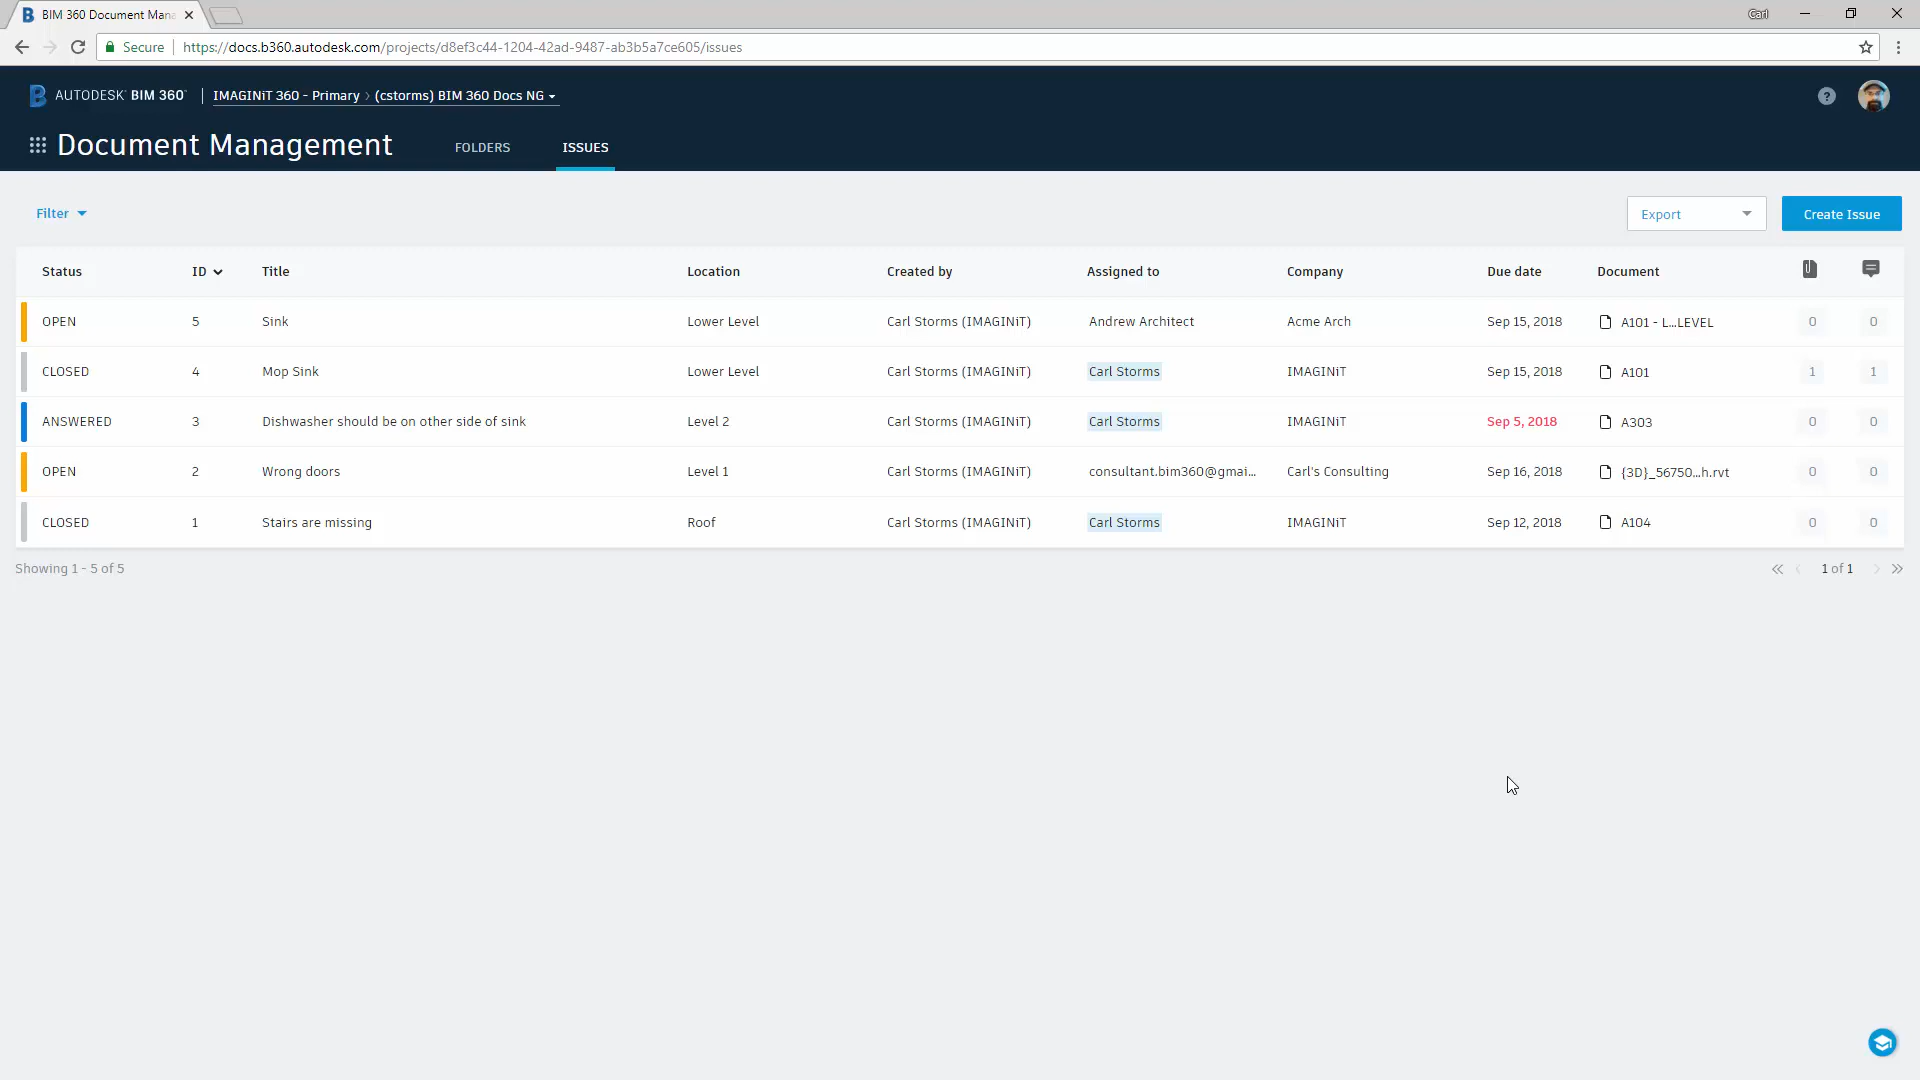 BIM 360 Document Mana
Carl
Secure https://docs.b360.autodesk.com/projects/d8ef3c44-1204-42ad-9487-ab3b5a7ce605/issues
AUTODESK® BIM 360™ IMAGINiT 360 - Primary > (cstorms) BIM 360 Docs NG
?
Document Management FOLDERS ISSUES
Filter Export Create Issue
Status ID Title Location Created by Assigned to Company Due date Document
OPEN 5 Sink Lower Level Carl Storms (IMAGINiT) Andrew Architect Acme Arch Sep 15, 2018 A101 - L...LEVEL 0 0
CLOSED 4 Mop Sink Lower Level Carl Storms (IMAGINiT) Carl Storms IMAGINiT Sep 15, 2018 A101 1 1
ANSWERED 3 Dishwasher should be on other side of sink Level 2 Carl Storms (IMAGINiT) Carl Storms IMAGINiT Sep 5, 2018 A303 0 0
OPEN 2 Wrong doors Level 1 Carl Storms (IMAGINiT) consultant.bim360@gmai... Carl's Consulting Sep 16, 2018 {3D}_56750...h.rvt 0 0
CLOSED 1 Stairs are missing Roof Carl Storms (IMAGINiT) Carl Storms IMAGINiT Sep 12, 2018 A104 0 0
Showing 1 - 5 of 5 1 of 1